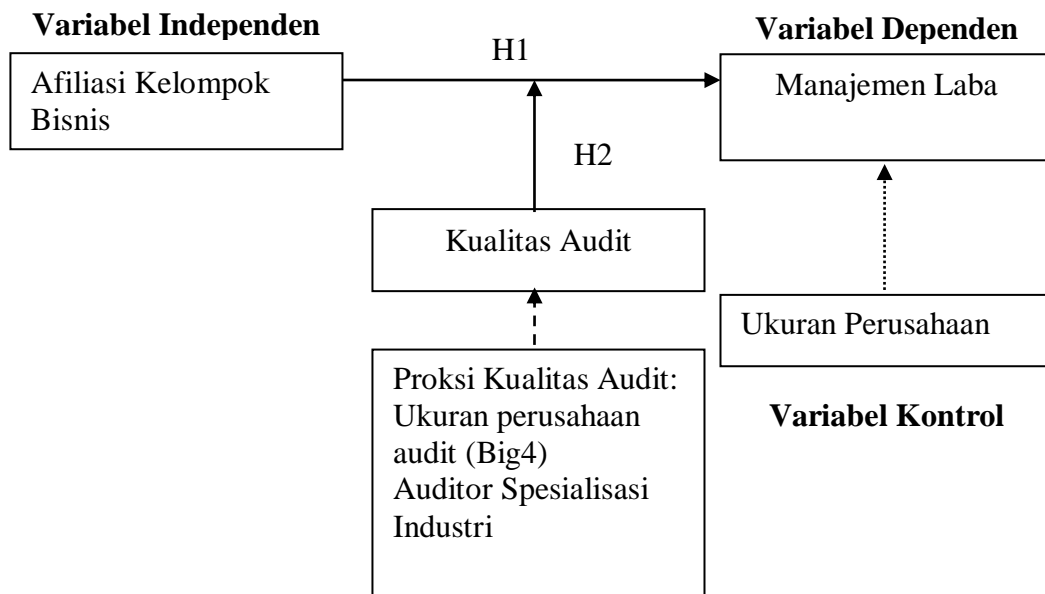 Variabel Independen
Variabel Dependen
Afiliasi Kelompok
Bisnis
H1
Manajemen Laba
H2
Kualitas Audit
Ukuran Perusahaan
Variabel Kontrol
Proksi Kualitas Audit:
Ukuran perusahaan
audit (Big4)
Auditor Spesialisasi
Industri